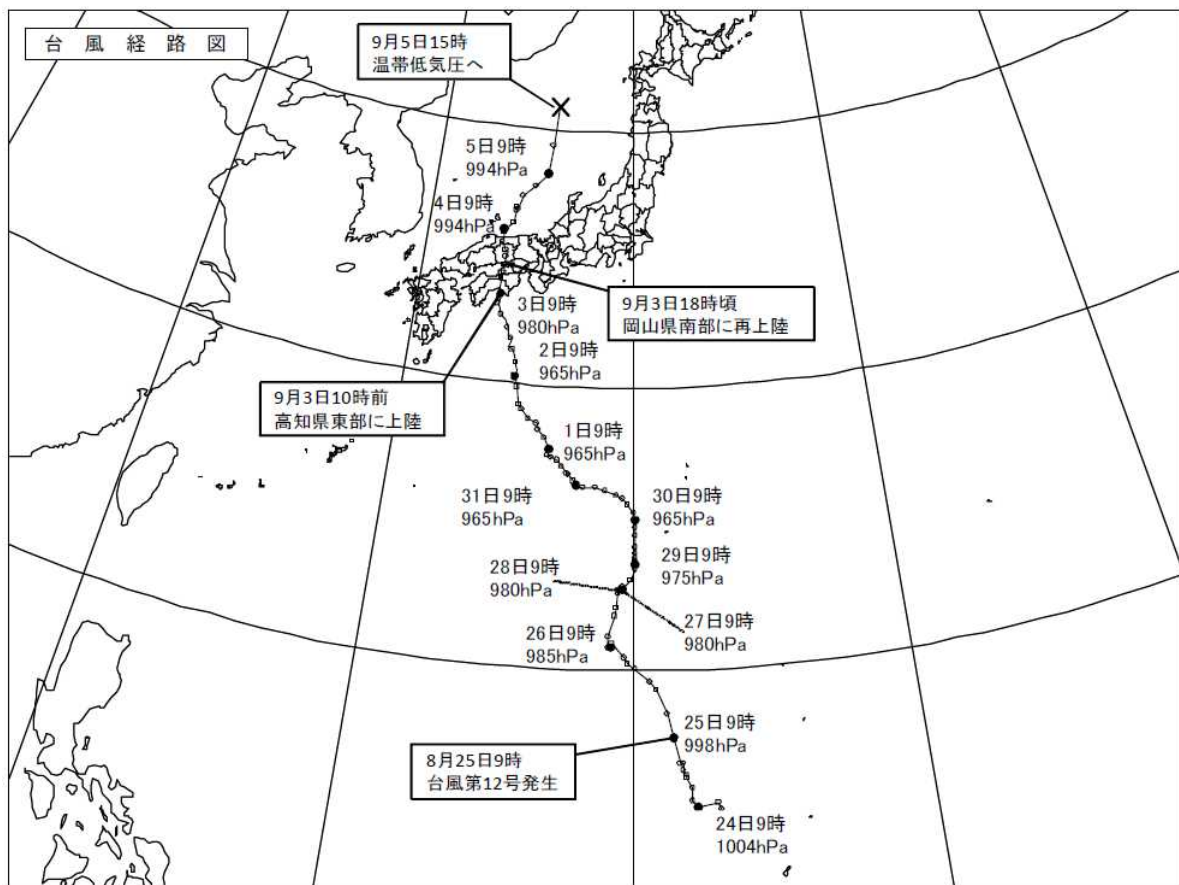 台 風 経 路 図
9月5日15時
温帯低気圧へ
5日9時
994hPa
4日9時
994hPa
9月3日18時頃
岡山県南部に再上陸
3日9時
980hPa
2日9時
965hPa
9月3日10時前
高知県東部に上陸
1日9時
965hPa
31日9時
965hPa
30日9時
965hPa
29日9時
975hPa
28日9時
980hPa
27日9時
980hPa
26日9時
985hPa
25日9時
998hPa
8月25日9時
台風第12号発生
24日9時
1004hPa